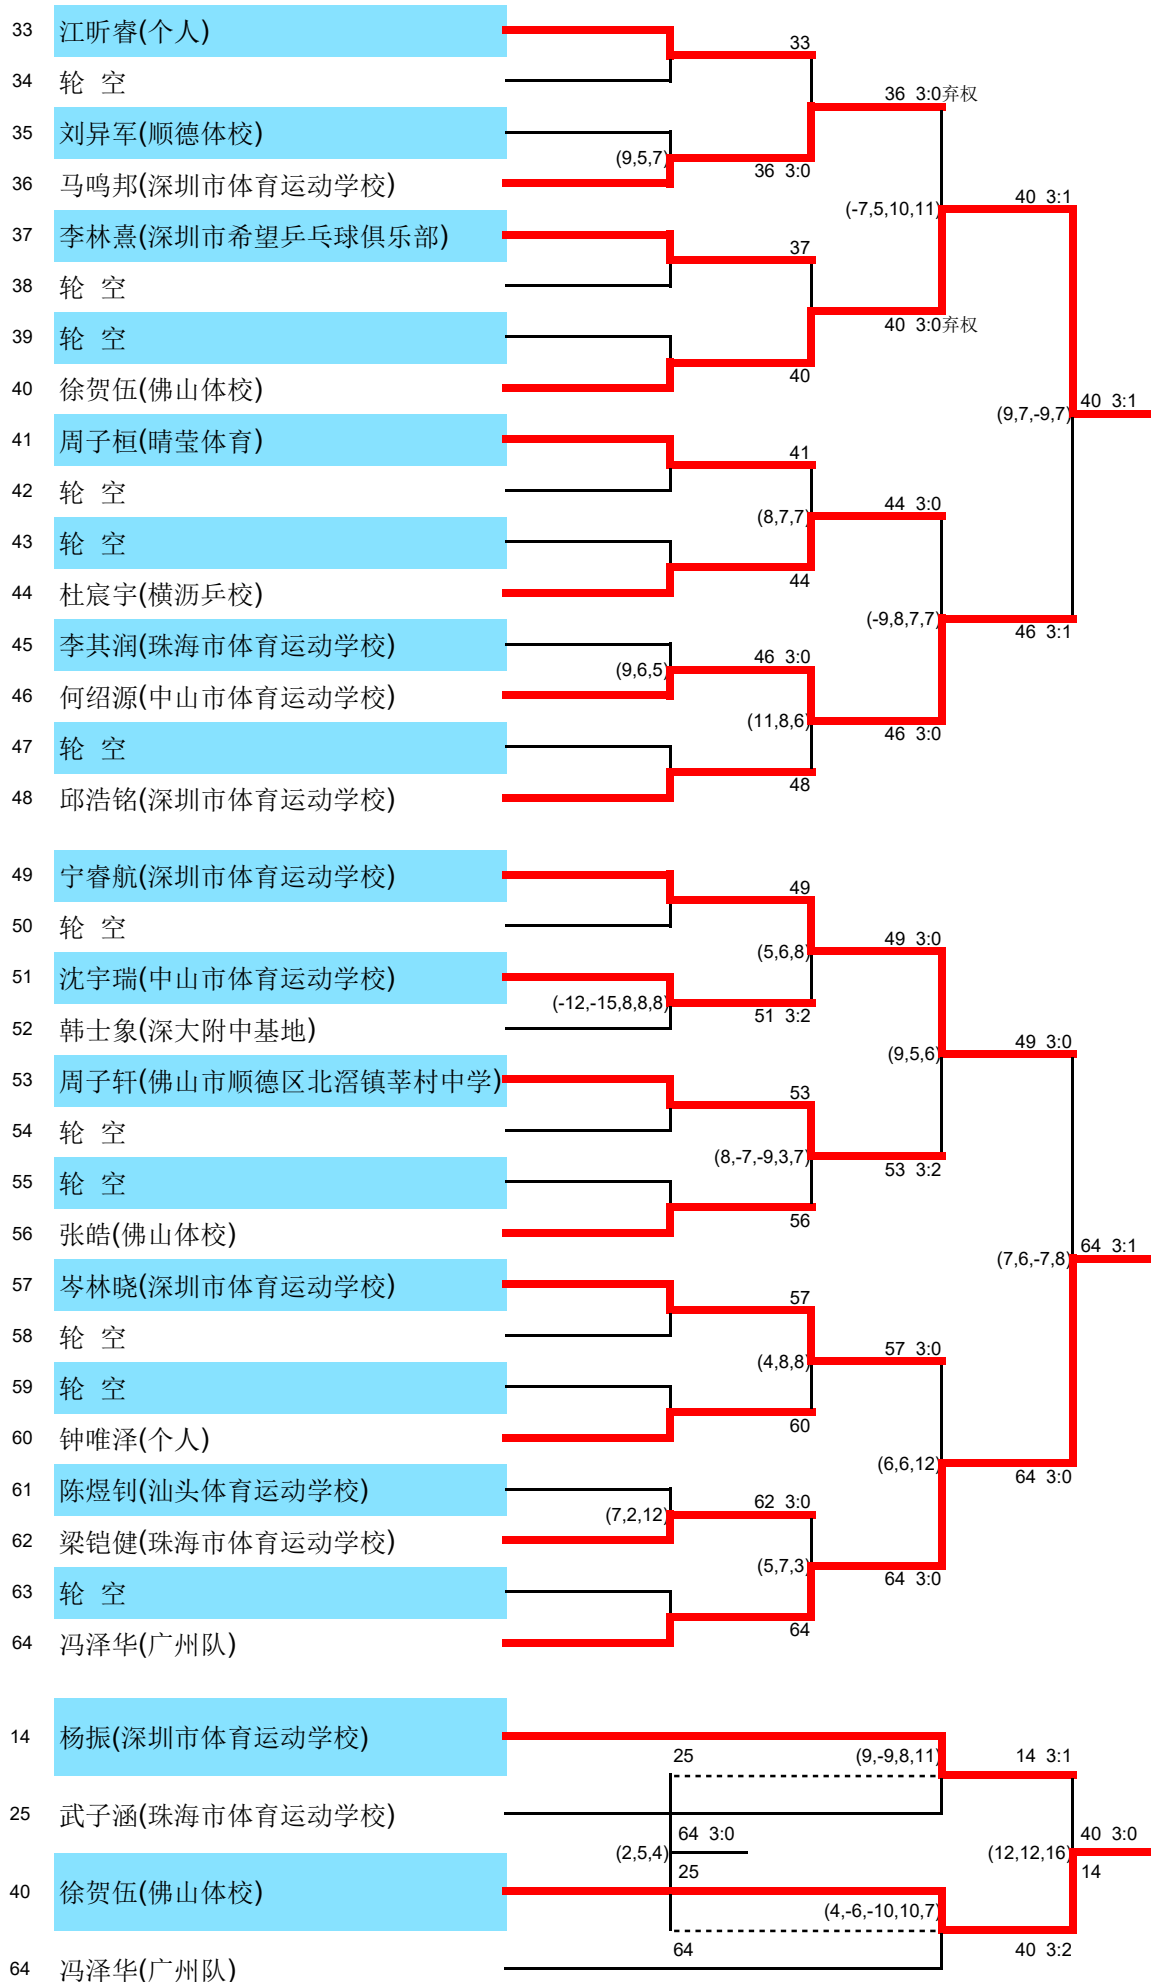 33 江昕睿(个人)
33
34 轮 空
36 3:0弃权
35 刘异军(顺德体校)
(9,5,7)
36 3:0
36 马鸣邦(深圳市体育运动学校)
40 3:1
(-7,5,10,11)
37 李林熹(深圳市希望乒乓球俱乐部)
37
38 轮 空
40 3:0弃权
39 轮 空
40
40 徐贺伍(佛山体校)
40 3:1
(9,7,-9,7)
41 周子桓(晴莹体育)
41
42 轮 空
44 3:0
(8,7,7)
43 轮 空
44
44 杜宸宇(横沥乒校)
(-9,8,7,7)
46 3:1
45 李其润(珠海市体育运动学校)
46 3:0
(9,6,5)
46 何绍源(中山市体育运动学校)
(11,8,6)
46 3:0
47 轮 空
48
48 邱浩铭(深圳市体育运动学校)
49 宁睿航(深圳市体育运动学校)
49
50 轮 空
49 3:0
(5,6,8)
51 沈宇瑞(中山市体育运动学校)
(-12,-15,8,8,8)
51 3:2
52 韩士象(深大附中基地)
49 3:0
(9,5,6)
53 周子轩(佛山市顺德区北滘镇莘村中学)
53
54 轮 空
(8,-7,-9,3,7)
53 3:2
55 轮 空
56
56 张皓(佛山体校)
64 3:1
(7,6,-7,8)
57 岑林晓(深圳市体育运动学校)
57
58 轮 空
57 3:0
(4,8,8)
59 轮 空
60
60 钟唯泽(个人)
(6,6,12)
64 3:0
61 陈煜钊(汕头体育运动学校)
62 3:0
(7,2,12)
62 梁铠健(珠海市体育运动学校)
(5,7,3)
64 3:0
63 轮 空
64
64 冯泽华(广州队)
14 杨振(深圳市体育运动学校)
25
(9,-9,8,11)
14 3:1
25 武子涵(珠海市体育运动学校)
64 3:0
40 3:0
(2,5,4)
(12,12,16)
25
14
40 徐贺伍(佛山体校)
(4,-6,-10,10,7)
64
40 3:2
64 冯泽华(广州队)